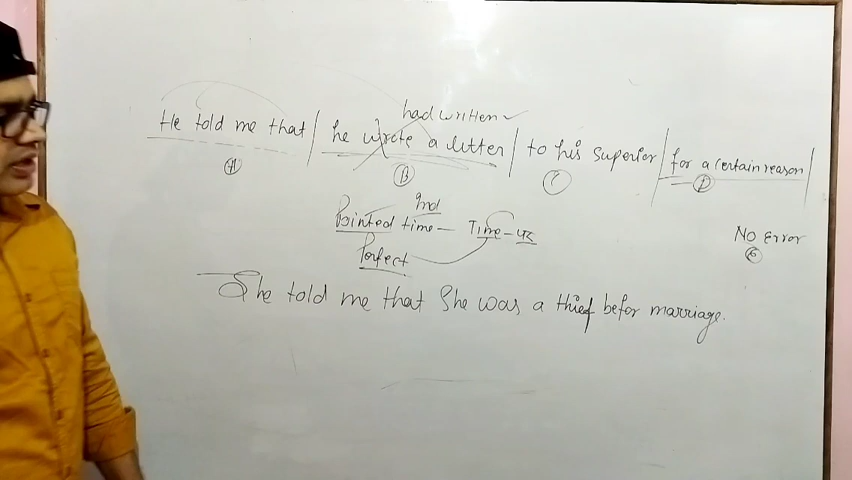 had written
He told me that / he wrote a letter / to his superior / for a certain reason /
A B C D
Ind
Pointed time — Time - us
No Error
E
Perfect
She told me that She was a thief befor marriage.